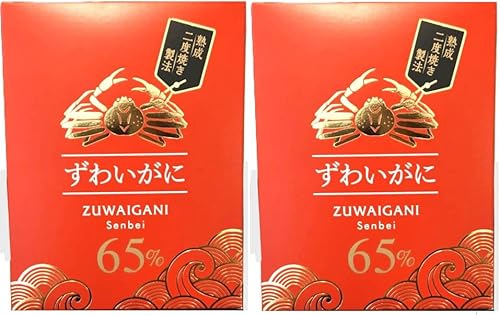 熟成
二度焼き
製法
ずわいがに
ZUWAIGANI
Senbei
65%
熟成
二度焼き
製法
ずわいがに
ZUWAIGANI
Senbei
65%